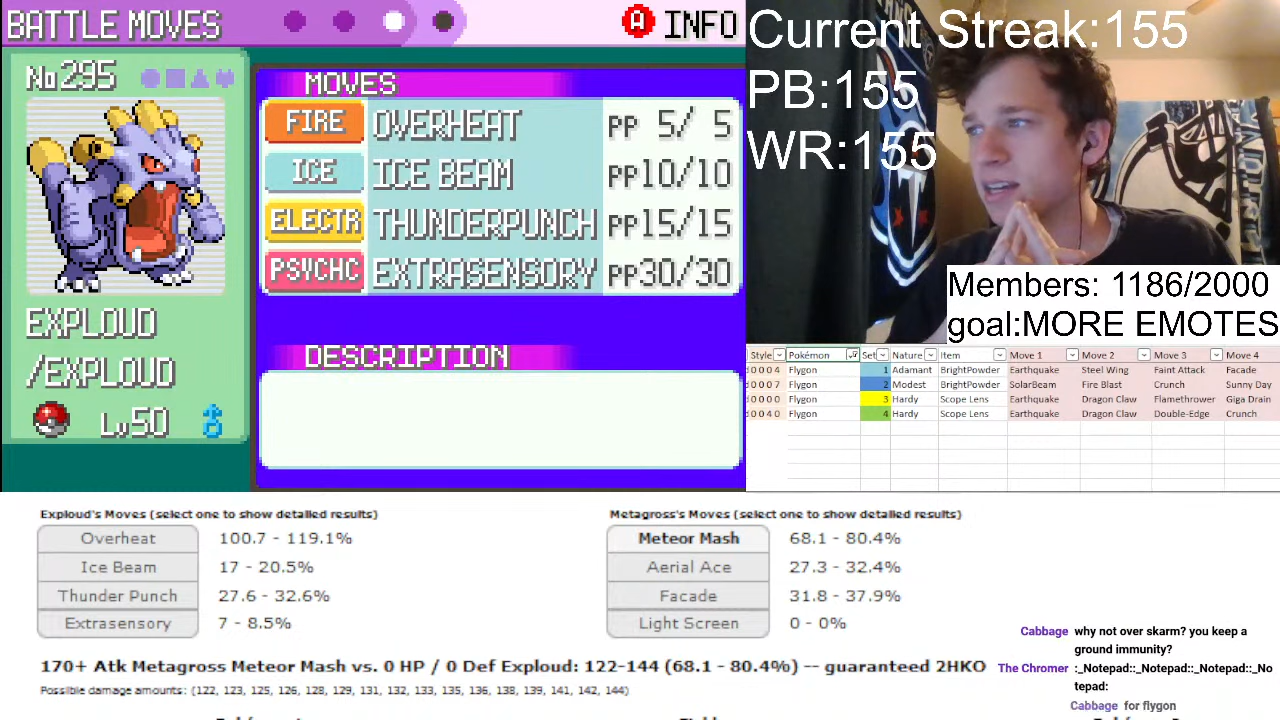 BATTLE MOVES
A INFO
No295
EXPLOUD
/EXPLOUD
Lv50
MOVES
FIRE OVERHEAT PP 5/ 5
ICE ICE BEAM PP10/10
ELECTR THUNDERPUNCH PP15/15
PSYCHC EXTRASENSORY PP30/30
DESCRIPTION
Current Streak:155
PB:155
WR:155
Members: 1186/2000
goal:MORE EMOTES
Style Pokémon Set Nature Item Move 1 Move 2 Move 3 Move 4
0004 Flygon 1 Adamant BrightPowder Earthquake Steel Wing Faint Attack Facade
0007 Flygon 2 Modest BrightPowder SolarBeam Fire Blast Crunch Sunny Day
0000 Flygon 3 Hardy Scope Lens Earthquake Dragon Claw Flamethrower Giga Drain
0040 Flygon 4 Hardy Scope Lens Earthquake Dragon Claw Double-Edge Crunch
Exploud's Moves (select one to show detailed results)
Overheat 100.7 - 119.1%
Ice Beam 17 - 20.5%
Thunder Punch 27.6 - 32.6%
Extrasensory 7 - 8.5%
Metagross's Moves (select one to show detailed results)
Meteor Mash 68.1 - 80.4%
Aerial Ace 27.3 - 32.4%
Facade 31.8 - 37.9%
Light Screen 0 - 0%
170+ Atk Metagross Meteor Mash vs. 0 HP / 0 Def Exploud: 122-144 (68.1 - 80.4%) -- guaranteed 2HKO
Possible damage amounts: (122, 123, 125, 126, 128, 129, 131, 132, 133, 135, 136, 138, 139, 141, 142, 144)
Cabbage why not over skarm? you keep a
ground immunity?
The Chromer :_Notepad::_Notepad::_Notepad::_No
tepad:
Cabbage for flygon